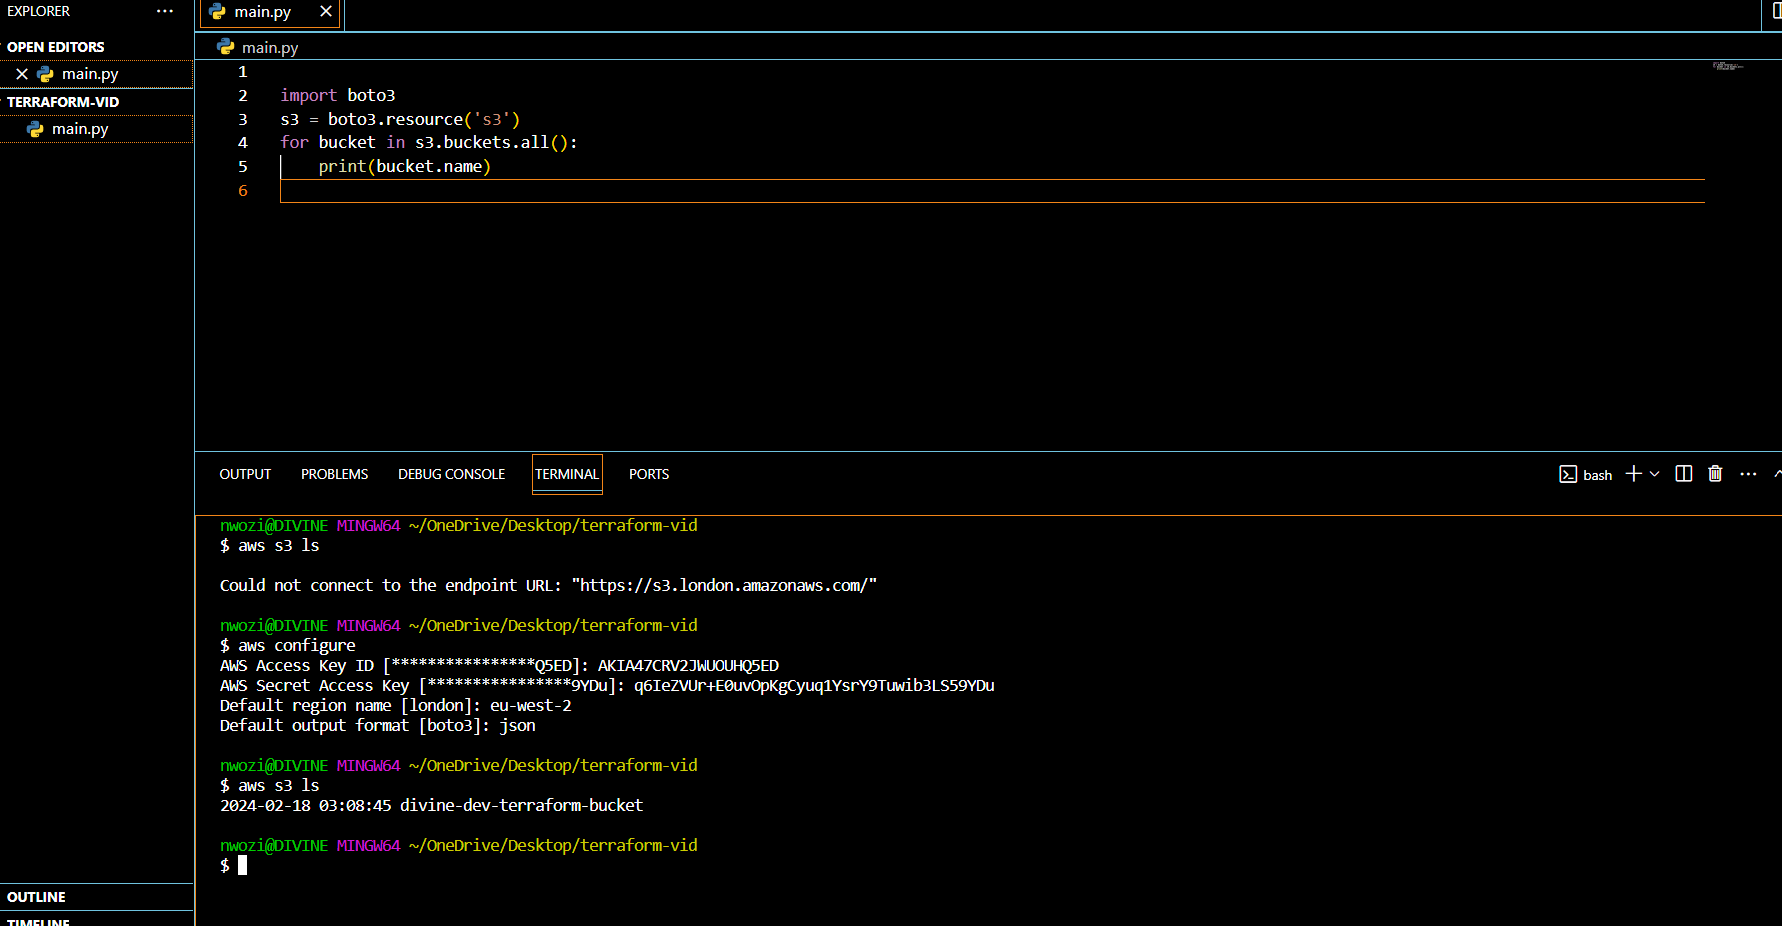 EXPLORER
OPEN EDITORS
main.py
TERRAFORM-VID
main.py
OUTLINE
TIMELINE
main.py
main.py
1
2 import boto3
3 s3 = boto3.resource('s3')
4 for bucket in s3.buckets.all():
5 print(bucket.name)
6
OUTPUT PROBLEMS DEBUG CONSOLE TERMINAL PORTS bash
nwozi@DIVINE MINGW64 ~/OneDrive/Desktop/terraform-vid
$ aws s3 ls
Could not connect to the endpoint URL: "https://s3.london.amazonaws.com/"
nwozi@DIVINE MINGW64 ~/OneDrive/Desktop/terraform-vid
$ aws configure
AWS Access Key ID [****************Q5ED]: AKIA47CRV2JWUOUHQ5ED
AWS Secret Access Key [****************9YDu]: 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
Default region name [london]: eu-west-2
Default output format [boto3]: json
nwozi@DIVINE MINGW64 ~/OneDrive/Desktop/terraform-vid
$ aws s3 ls
2024-02-18 03:08:45 divine-dev-terraform-bucket
nwozi@DIVINE MINGW64 ~/OneDrive/Desktop/terraform-vid
$